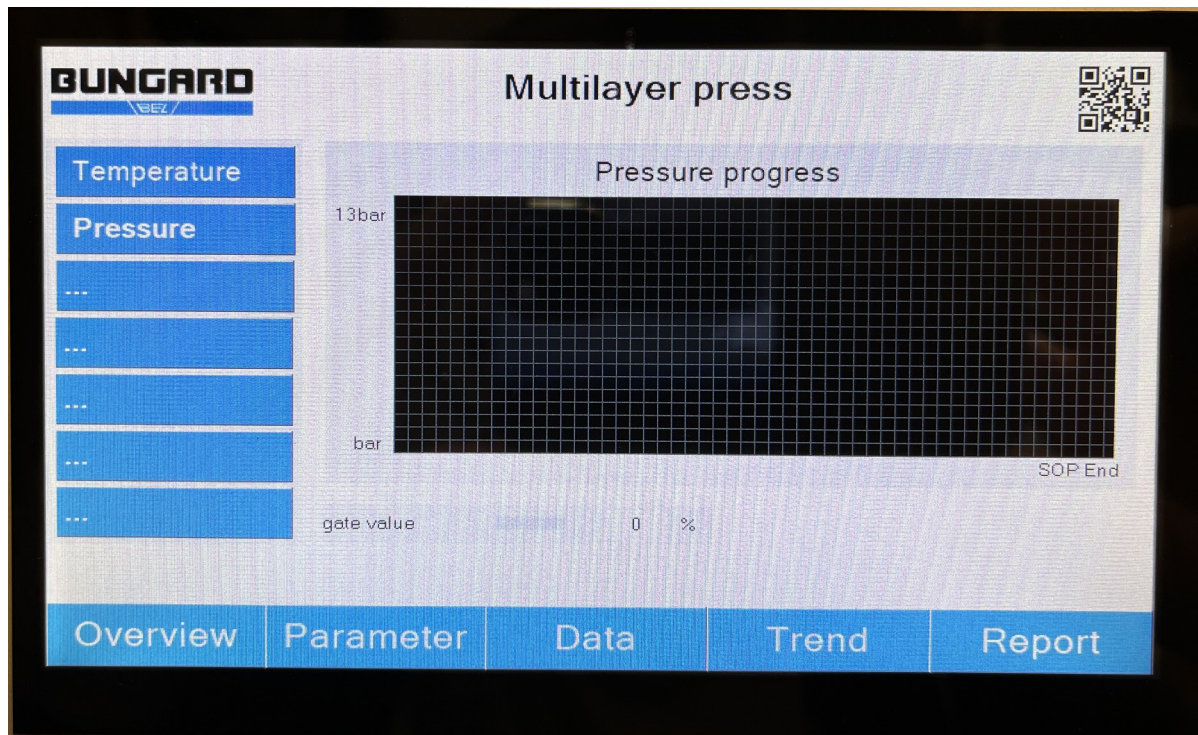 BUNGARD
BEZ
Multilayer press
Temperature
Pressure
...
...
...
...
...
Pressure progress
13bar
bar
SOP End
gate value 0 %
Overview Parameter Data Trend Report